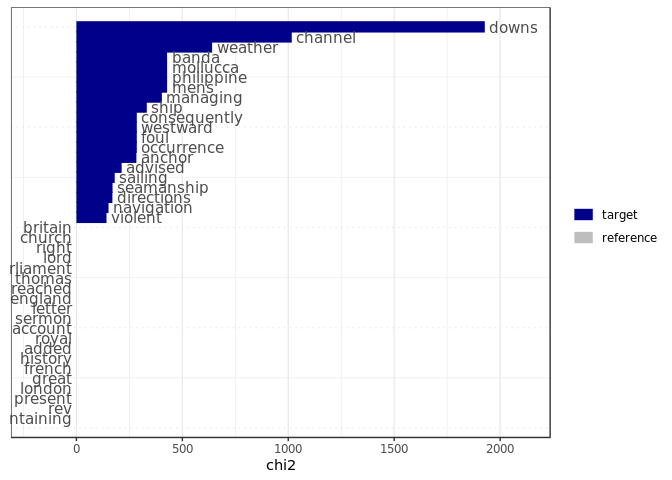 downs
channel
weather
banda
mollucca
philippine
mens
managing
ship
consequently
westward
foul
occurrence
anchor
advised
sailing
seamanship
directions
navigation
violent
britain
church
right
lord
rliament
thomas
reached
england
letter
sermon
account
royal
added
history
french
great
london
present
rev
ntaining
target
reference
0 500 1000 1500 2000
chi2